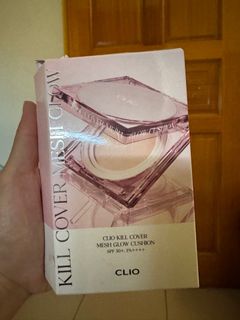 KILL COVER MESH GLOW
CLIO KILL COVER
MESH GLOW CUSHION
SPF 50+, PA++++
CLIO